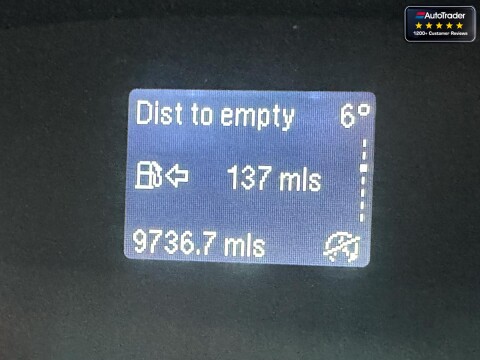 AutoTrader
1200+ Customer Reviews
Dist to empty 6°
137 mls
9736.7 mls